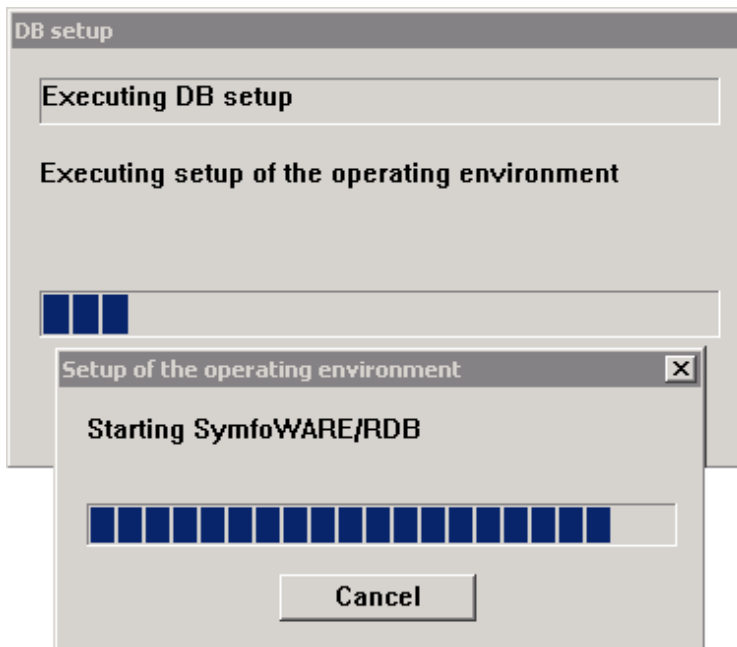 DB setup
Executing DB setup
Executing setup of the operating environment
Setup of the operating environment
Starting SymfoWARE/RDB
Cancel